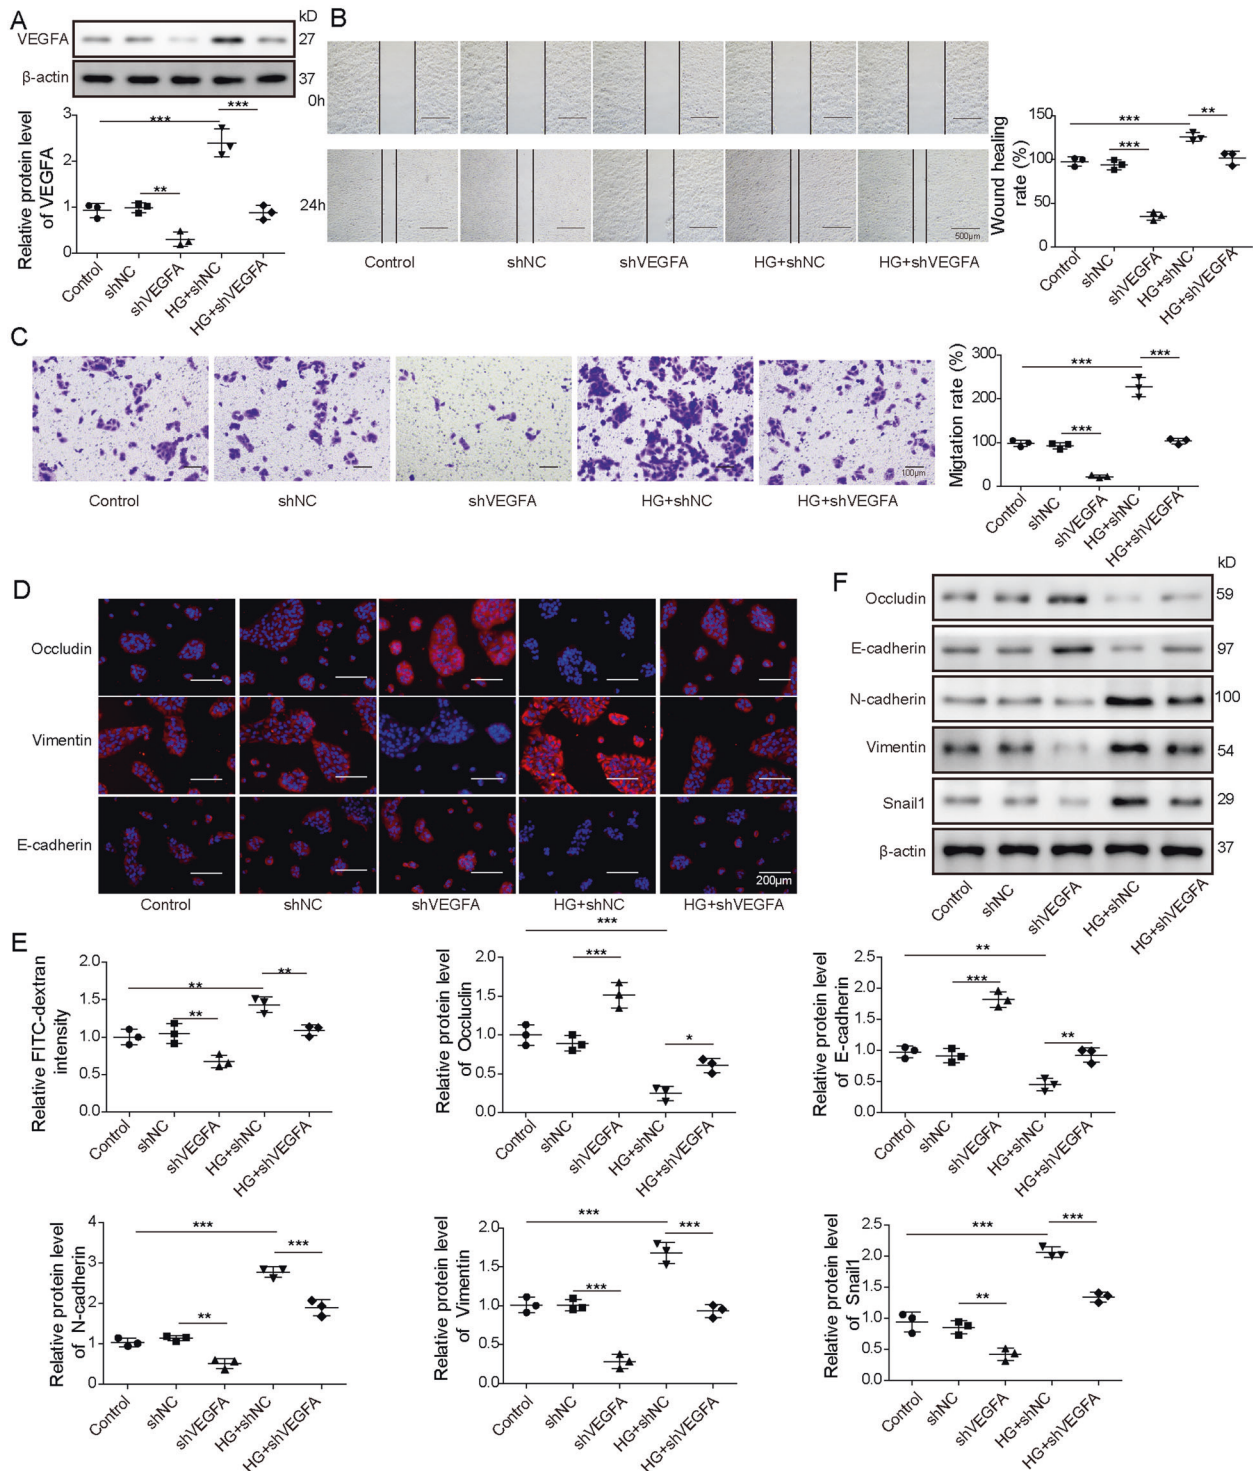 A
kD
VEGFA
27
β-actin
37
Relative protein level
of VEGFA
3
2
1
0
***
***
**
Control
shNC
shVEGFA
HG+shNC
HG+shVEGFA
B
0h
24h
500μm
Control
shNC
shVEGFA
HG+shNC
HG+shVEGFA
Wound healing
rate (%)
150
100
50
0
***
**
***
Control
shNC
shVEGFA
HG+shNC
HG+shVEGFA
C
100μm
Control
shNC
shVEGFA
HG+shNC
HG+shVEGFA
Migtation rate (%)
300
200
100
0
***
***
***
Control
shNC
shVEGFA
HG+shNC
HG+shVEGFA
D
Occludin
Vimentin
E-cadherin
200μm
Control
shNC
shVEGFA
HG+shNC
HG+shVEGFA
F
kD
Occludin
59
E-cadherin
97
N-cadherin
100
Vimentin
54
Snail1
29
β-actin
37
Control
shNC
shVEGFA
HG+shNC
HG+shVEGFA
E
Relative FITC-dextran
intensity
2.0
1.5
1.0
0.5
0.0
**
**
**
Control
shNC
shVEGFA
HG+shNC
HG+shVEGFA
Relative protein level
of Occluclin
2.0
1.5
1.0
0.5
0.0
***
***
*
Control
shNC
shVEGFA
HG+shNC
HG+shVEGFA
Relative protein level
of E-cadherin
2.5
2.0
1.5
1.0
0.5
0.0
**
***
**
Control
shNC
shVEGFA
HG+shNC
HG+shVEGFA
Relative protein level
of N-cadherin
4
3
2
1
0
***
***
**
Control
shNC
shVEGFA
HG+shNC
HG+shVEGFA
Relative protein level
of Vimentin
2.0
1.5
1.0
0.5
0.0
***
***
***
Control
shNC
shVEGFA
HG+shNC
HG+shVEGFA
Relative protein level
of Snail1
2.5
2.0
1.5
1.0
0.5
0.0
***
***
**
Control
shNC
shVEGFA
HG+shNC
HG+shVEGFA